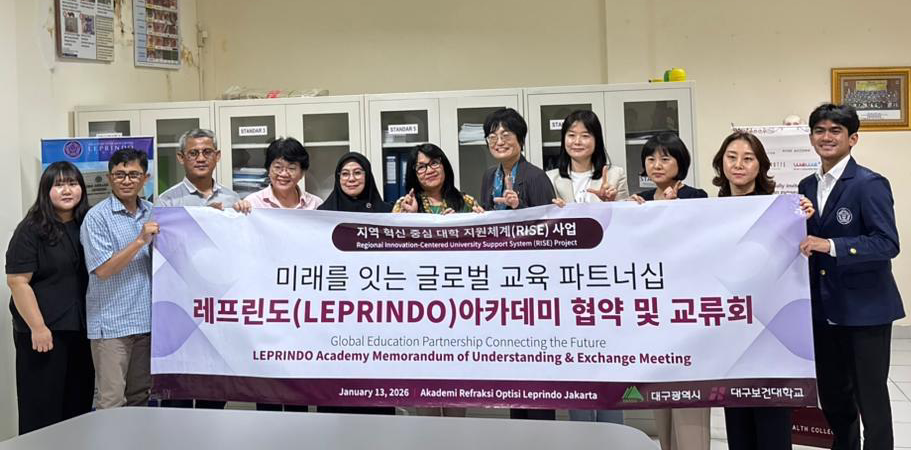 LEPRINDO
STANDAR 3
STANDAR
지역 혁신 중심 대학 지원체계(RISE) 사업
Regional Innovation-Centered University Support System (RISE) Project
미래를 잇는 글로벌 교육 파트너십
레프린도(LEPRINDO)아카데미 협약 및 교류회
Global Education Partnership Connecting the Future
LEPRINDO Academy Memorandum of Understanding & Exchange Meeting
January 13, 2026 | Akademi Refraksi Optisi Leprindo Jakarta
대구광역시 대구보건대학교